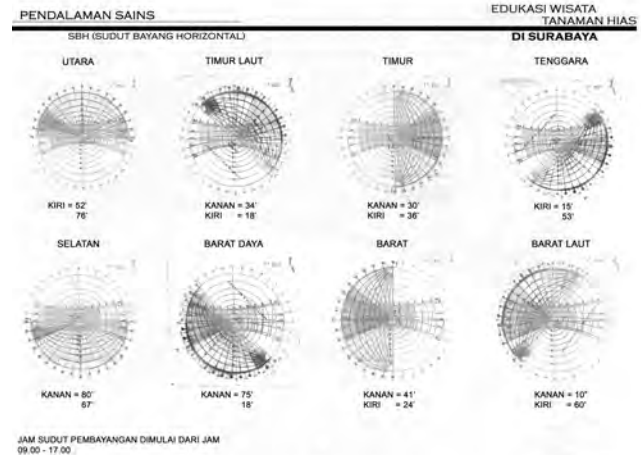 PENDALAMAN SAINS
EDUKASI WISATA
TANAMAN HIAS
DI SURABAYA
SBH (SUDUT BAYANG HORIZONTAL)
UTARA
TIMUR LAUT
TIMUR
TENGGARA
KIRI = 52'
76'
KANAN = 34'
KIRI = 18'
KANAN = 30'
KIRI = 36'
KIRI = 15'
53'
SELATAN
BARAT DAYA
BARAT
BARAT LAUT
KANAN = 80'
67'
KANAN = 75'
18'
KANAN = 41'
KIRI = 24'
KANAN = 10"
KIRI = 60'
JAM SUDUT PEMBAYANGAN DIMULAI DARI JAM
09.00 - 17.00